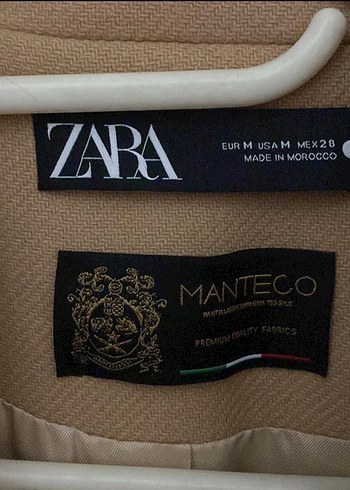 ZARA
EUR M USA M MEX 28
MADE IN MOROCCO
MANTECO
PREMIUM QUALITY FABRICS